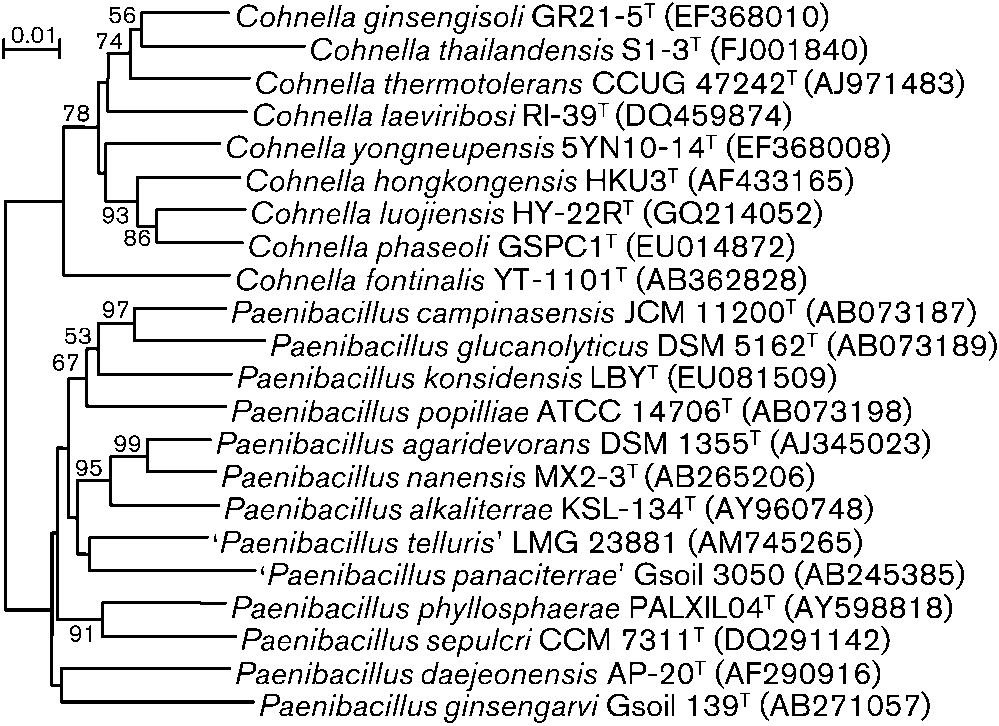 56
Cohnella ginsengisoli GR21-5ᵀ (EF368010)
0.01
74
Cohnella thailandensis S1-3ᵀ (FJ001840)
Cohnella thermotolerans CCUG 47242ᵀ (AJ971483)
78
Cohnella laeviribosi RI-39ᵀ (DQ459874)
Cohnella yongneupensis 5YN10-14ᵀ (EF368008)
Cohnella hongkongensis HKU3ᵀ (AF433165)
93
Cohnella luojiensis HY-22Rᵀ (GQ214052)
86
Cohnella phaseoli GSPC1ᵀ (EU014872)
Cohnella fontinalis YT-1101ᵀ (AB362828)
97
Paenibacillus campinasensis JCM 11200ᵀ (AB073187)
53
Paenibacillus glucanolyticus DSM 5162ᵀ (AB073189)
67
Paenibacillus konsidensis LBYᵀ (EU081509)
Paenibacillus popilliae ATCC 14706ᵀ (AB073198)
99
Paenibacillus agaridevorans DSM 1355ᵀ (AJ345023)
95
Paenibacillus nanensis MX2-3ᵀ (AB265206)
Paenibacillus alkaliterrae KSL-134ᵀ (AY960748)
‘Paenibacillus telluris’ LMG 23881 (AM745265)
‘Paenibacillus panaciterrae’ Gsoil 3050 (AB245385)
Paenibacillus phyllosphaerae PALXIL04ᵀ (AY598818)
91
Paenibacillus sepulcri CCM 7311ᵀ (DQ291142)
Paenibacillus daejeonensis AP-20ᵀ (AF290916)
Paenibacillus ginsengarvi Gsoil 139ᵀ (AB271057)